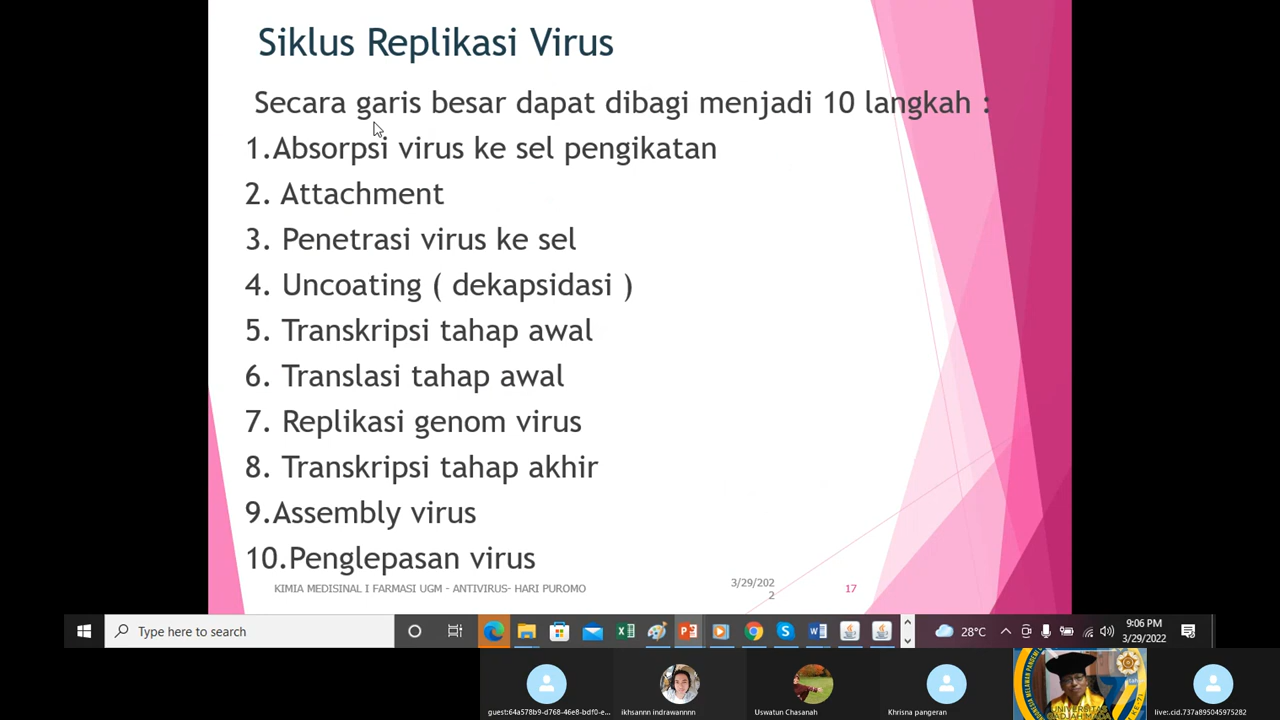 Siklus Replikasi Virus
Secara garis besar dapat dibagi menjadi 10 langkah :
1.Absorpsi virus ke sel pengikatan
2. Attachment
3. Penetrasi virus ke sel
4. Uncoating ( dekapsidasi )
5. Transkripsi tahap awal
6. Translasi tahap awal
7. Replikasi genom virus
8. Transkripsi tahap akhir
9.Assembly virus
10.Penglepasan virus
KIMIA MEDISINAL I FARMASI UGM - ANTIVIRUS- HARI PUROMO
3/29/202
2
17
Type here to search
28°C
9:06 PM
3/29/2022
guest:64a578b9-d768-46e8-bdf0-e...
ikhsannn indrawannnn
Uswatun Chasanah
Khrisna pangeran
live:.cid.737a895045975282